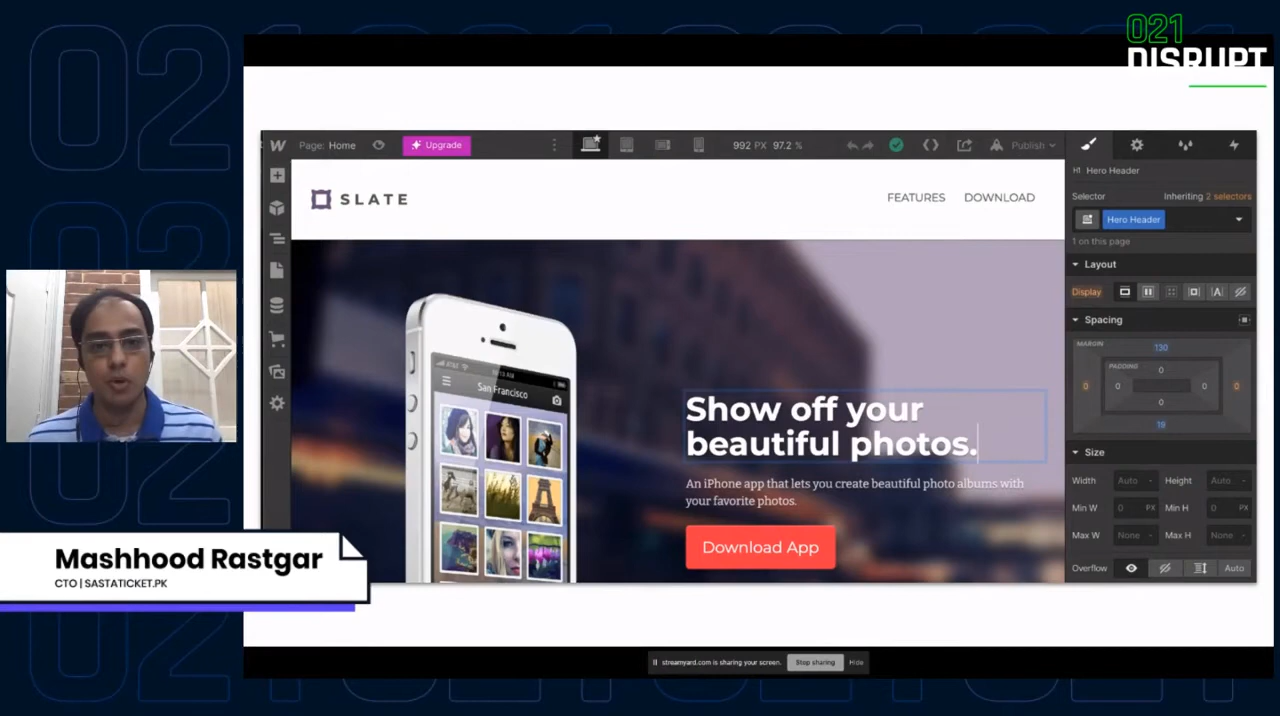 021
DISRUPT
W
Page: Home
Upgrade
992 PX 97.2 %
Publish
SLATE
FEATURES DOWNLOAD
San Francisco
Show off your
beautiful photos.
An iPhone app that lets you create beautiful photo albums with
your favorite photos.
Download App
H1 Hero Header
Selector Inheriting 2 selectors
Hero Header
1 on this page
Layout
Display
Spacing
MARGIN
130
PADDING
0
0 0 0 0
0
19
Size
Width Auto - Height Auto -
Min W 0 PX Min H 0 PX
Max W None - Max H None -
Overflow Auto
Mashhood Rastgar
CTO | SASTATICKET.PK
streamyard.com is sharing your screen. Stop sharing Hide